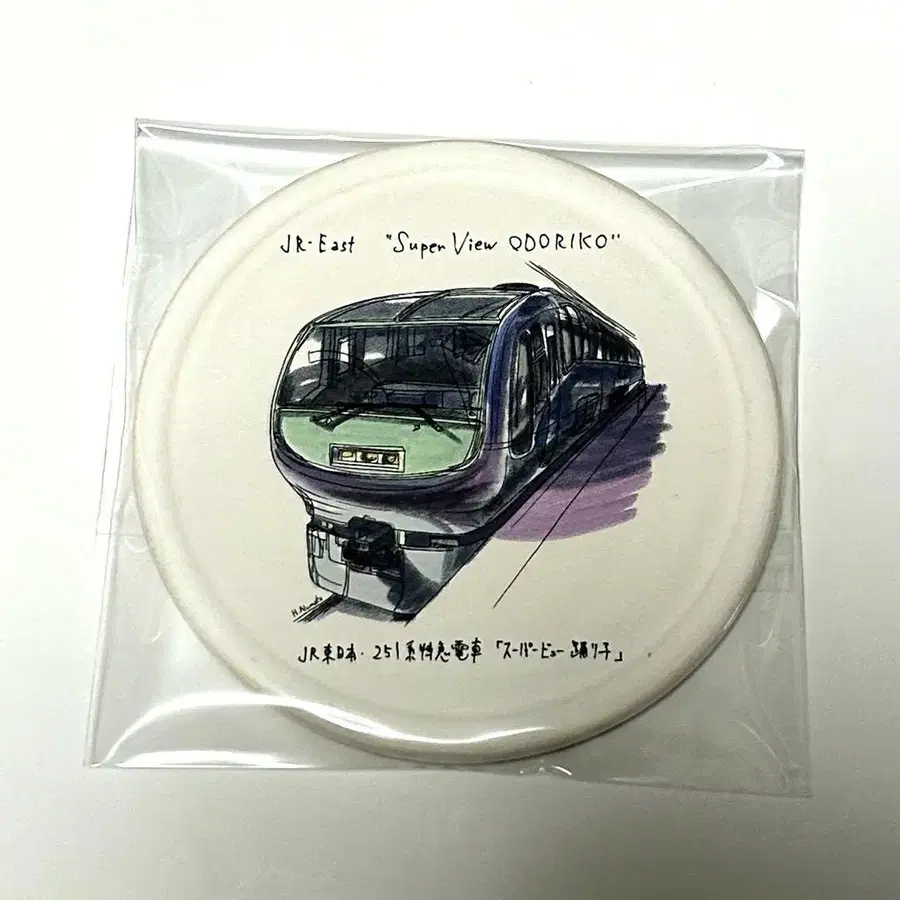 JR-East "Super View ODORIKO"
JR東日本・251系特急電車「スーパービュー踊り子」